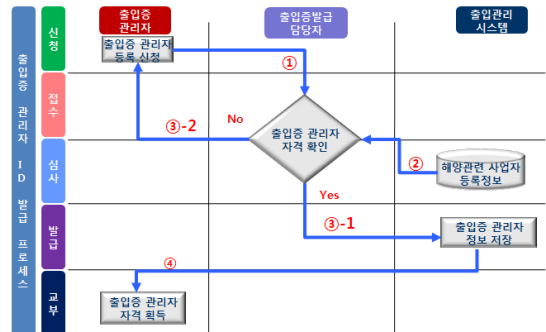 출입증
관리자
출입증발급
담당자
출입관리
시스템
출입증 관리자 ID 발급 프로세스
신청
접수
심사
발급
교부
출입증 관리자
등록 신청
①
③-2
No
출입증 관리자
자격 확인
②
해양관련 사업자
등록정보
Yes
③-1
출입증 관리자
정보 저장
④
출입증 관리자
자격 획득